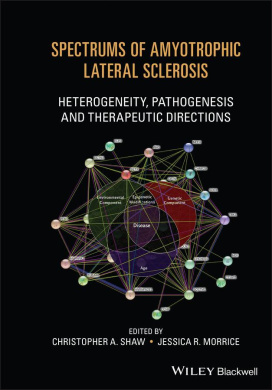 SPECTRUMS OF AMYOTROPHIC
LATERAL SCLEROSIS
HETEROGENEITY, PATHOGENESIS
AND THERAPEUTIC DIRECTIONS
Environmental
Component
Epigenetic
Modifications
Genetic
Component
Disease
Age
EDITED BY
CHRISTOPHER A. SHAW • JESSICA R. MORRICE
WILEY Blackwell